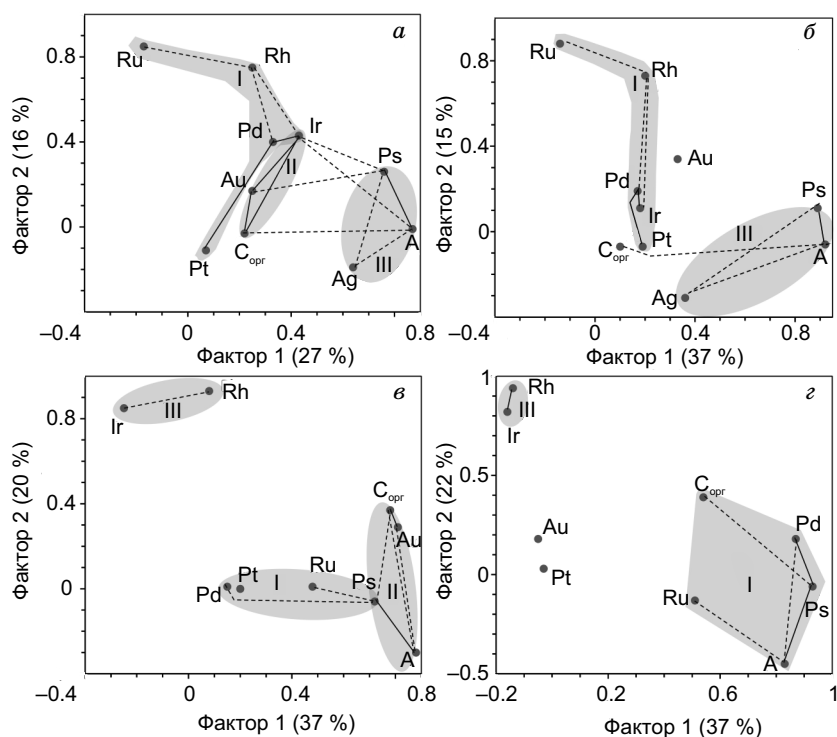 а
Фактор 2 (16 %)
0.8
0.4
0
–0.4
0
0.4
0.8
Фактор 1 (27 %)
Ru
Rh
I
Pd
Ir
II
Au
Ps
A
Cорг
Pt
Ag
III
б
Фактор 2 (15 %)
0.8
0.4
0
–0.4
0
0.4
0.8
Фактор 1 (37 %)
Ru
Rh
I
Au
Pd
Ir
Ps
Cорг
Pt
III
A
Ag
в
Фактор 2 (20 %)
0.8
0.4
0
–0.4
0
0.4
0.8
Фактор 1 (37 %)
Rh
III
Ir
Cорг
Au
Pt
Ru
Ps
Pd
I
II
A
г
Фактор 2 (22 %)
1
0.5
0
–0.5
–0.2
0.2
0.6
1
Фактор 1 (37 %)
Rh
III
Ir
Cорг
Au
Pd
Pt
I
Ru
Ps
A